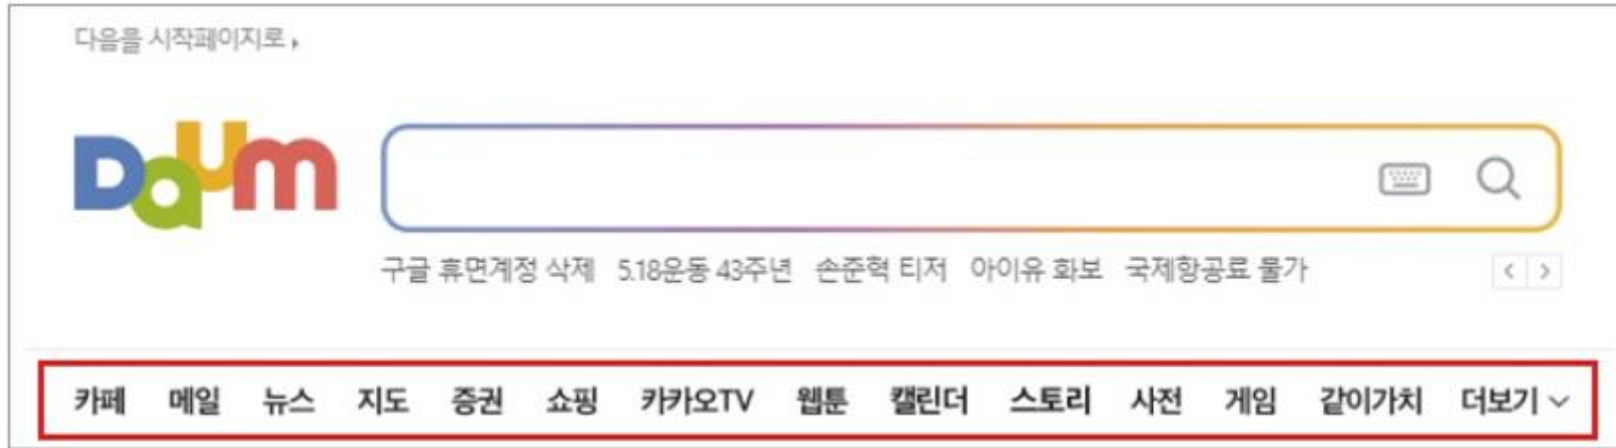 다음을 시작페이지로
Daum
구글 휴면계정 삭제 5.18운동 43주년 손준혁 티저 아이유 화보 국제항공료 물가
카페 메일 뉴스 지도 증권 쇼핑 카카오TV 웹툰 캘린더 스토리 사전 게임 같이가치 더보기